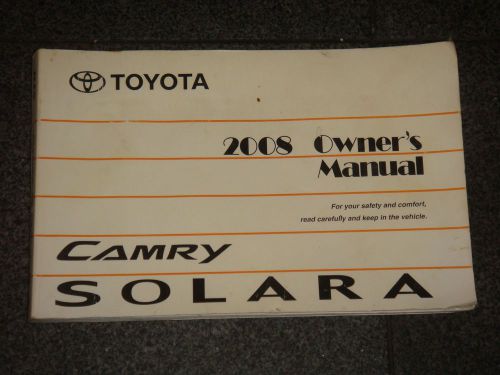 TOYOTA
2008 Owner's
Manual
For your safety and comfort,
read carefully and keep in the vehicle.
CAMRY
SOLARA